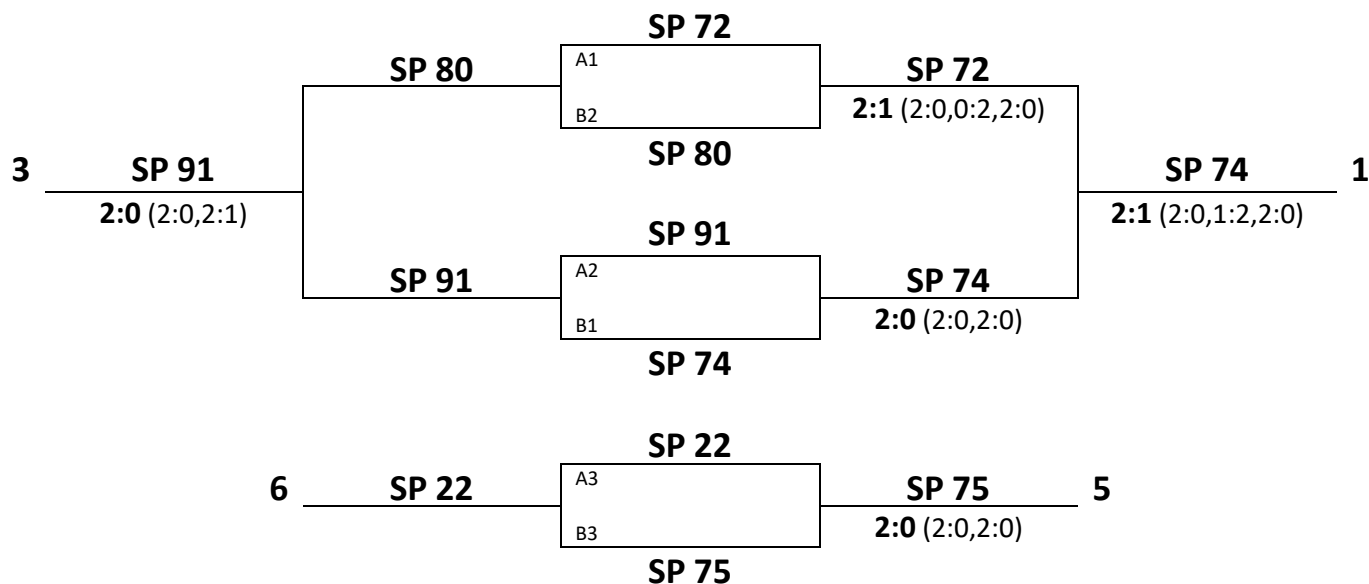 SP 72
SP 80 A1 SP 72
B2 2:1 (2:0,0:2,2:0)
SP 80
3 SP 91 SP 74 1
2:0 (2:0,2:1) 2:1 (2:0,1:2,2:0)
SP 91
SP 91 A2 SP 74
B1 2:0 (2:0,2:0)
SP 74
SP 22
6 SP 22 A3 SP 75 5
B3 2:0 (2:0,2:0)
SP 75